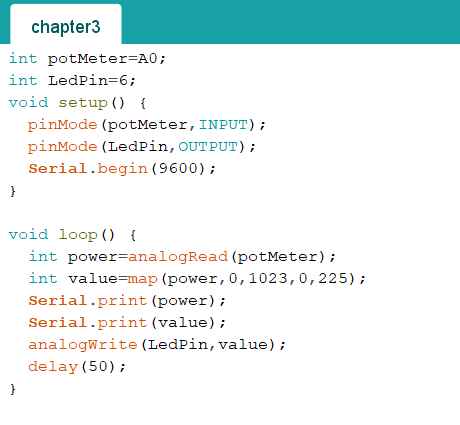 chapter3
int potMeter=A0;
int LedPin=6;
void setup() {
pinMode(potMeter,INPUT);
pinMode(LedPin,OUTPUT);
Serial.begin(9600);
}
void loop() {
int power=analogRead(potMeter);
int value=map(power,0,1023,0,225);
Serial.print(power);
Serial.print(value);
analogWrite(LedPin,value);
delay(50);
}